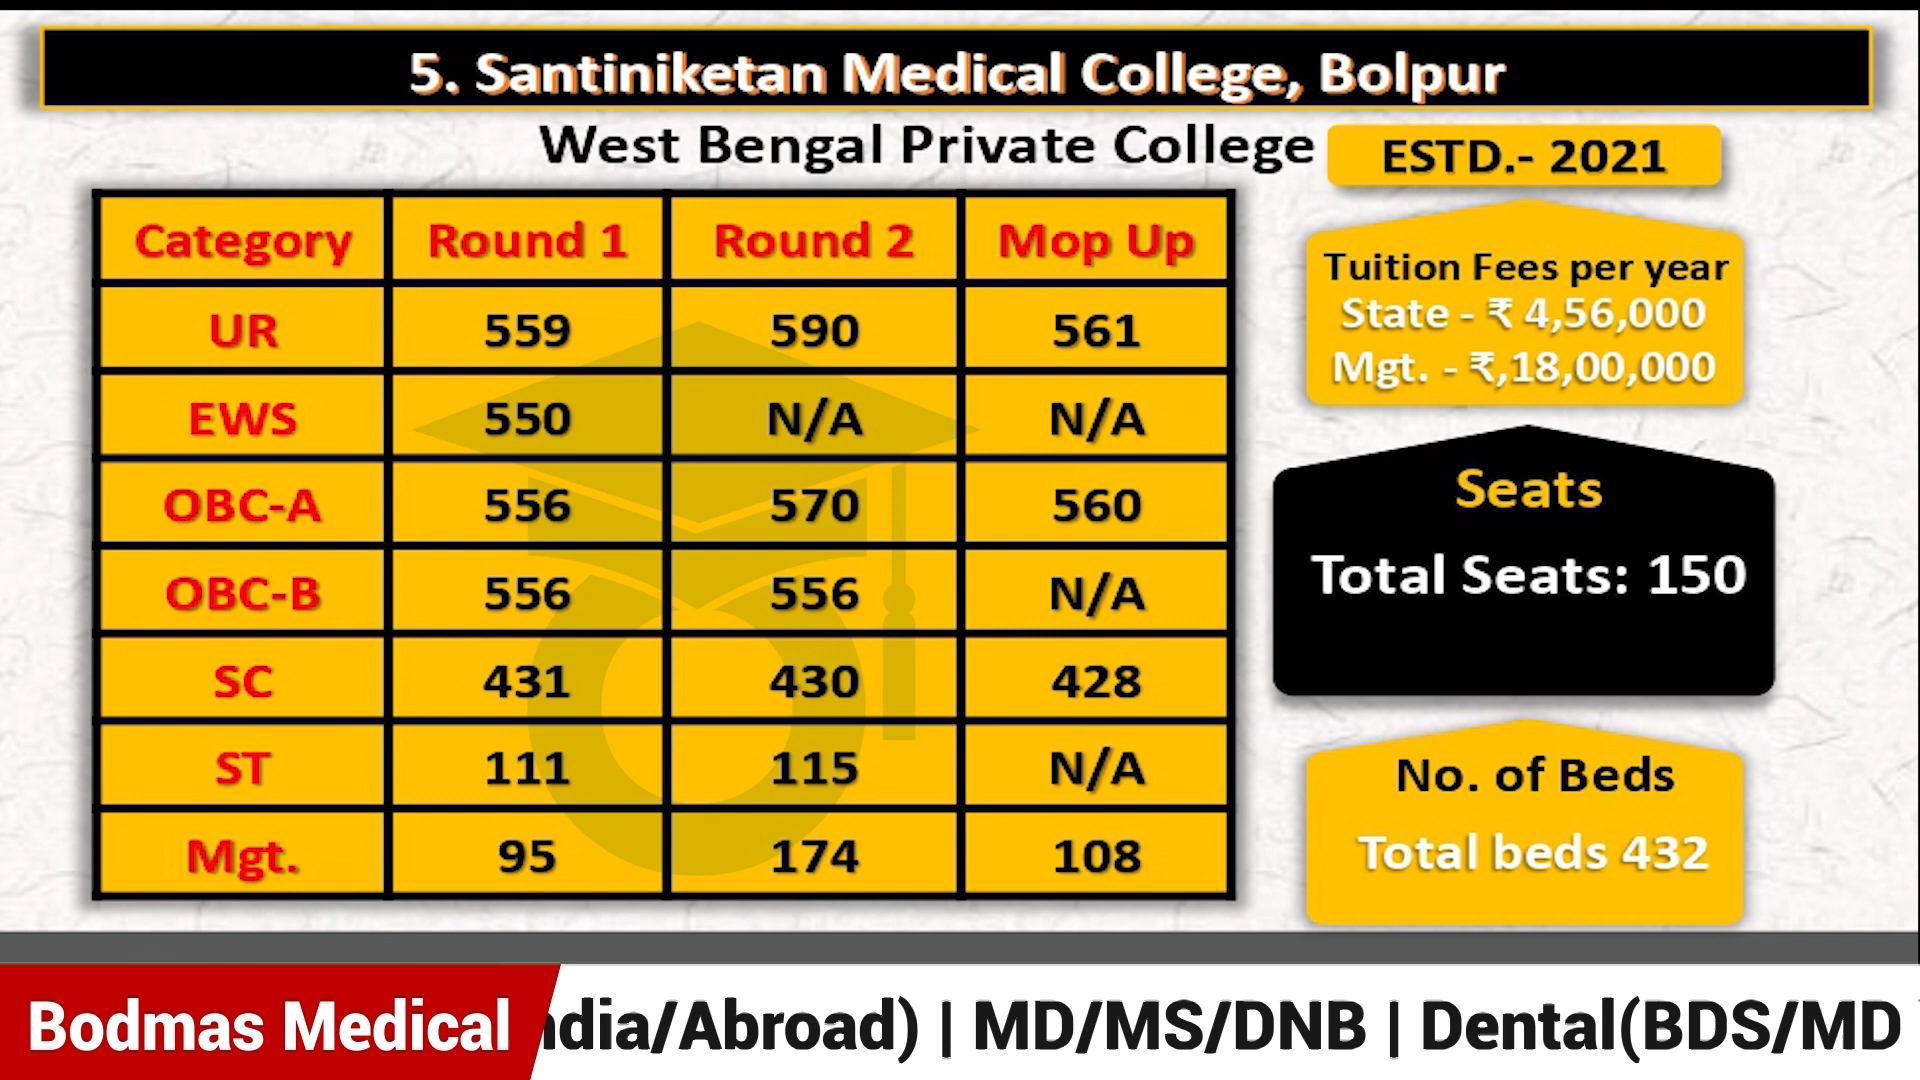 5. Santiniketan Medical College, Bolpur
West Bengal Private College
ESTD.- 2021
Category Round 1 Round 2 Mop Up
UR 559 590 561
EWS 550 N/A N/A
OBC-A 556 570 560
OBC-B 556 556 N/A
SC 431 430 428
ST 111 115 N/A
Mgt. 95 174 108
Tuition Fees per year
State - ₹ 4,56,000
Mgt. - ₹,18,00,000
Seats
Total Seats: 150
No. of Beds
Total beds 432
Bodmas Medical
ndia/Abroad) | MD/MS/DNB | Dental(BDS/MD